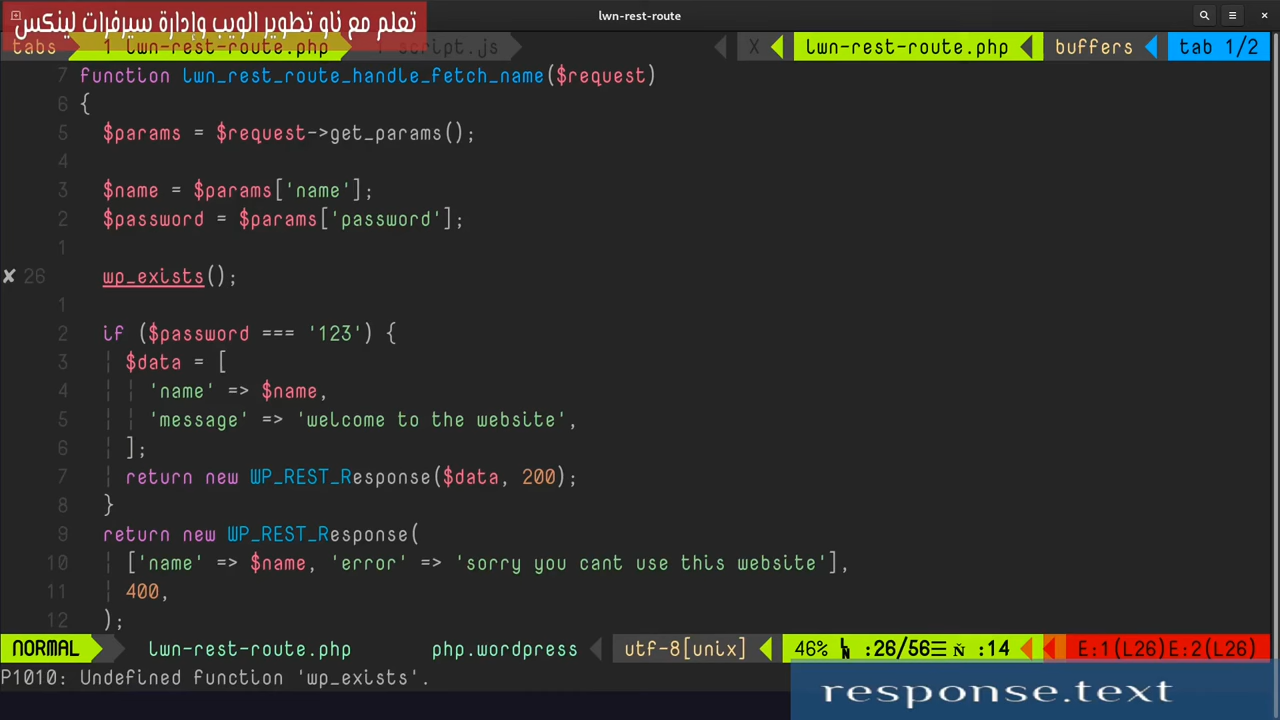 lwn-rest-route
تعلم مع ناو تطوير الويب وإدارة سيرفرات لينكس
tabs 1 lwn-rest-route.php script.js X lwn-rest-route.php buffers tab 1/2
7 function lwn_rest_route_handle_fetch_name($request)
6 {
5 $params = $request->get_params();
4
3 $name = $params['name'];
2 $password = $params['password'];
1
✘ 26 wp_exists();
1
2 if ($password === '123') {
3 $data = [
4 'name' => $name,
5 'message' => 'welcome to the website',
6 ];
7 return new WP_REST_Response($data, 200);
8 }
9 return new WP_REST_Response(
10 ['name' => $name, 'error' => 'sorry you cant use this website'],
11 400,
12 );
NORMAL lwn-rest-route.php php.wordpress utf-8[unix] 46% :26/56☰ :14 E:1(L26)E:2(L26)
P1010: Undefined function 'wp_exists'.
response.text